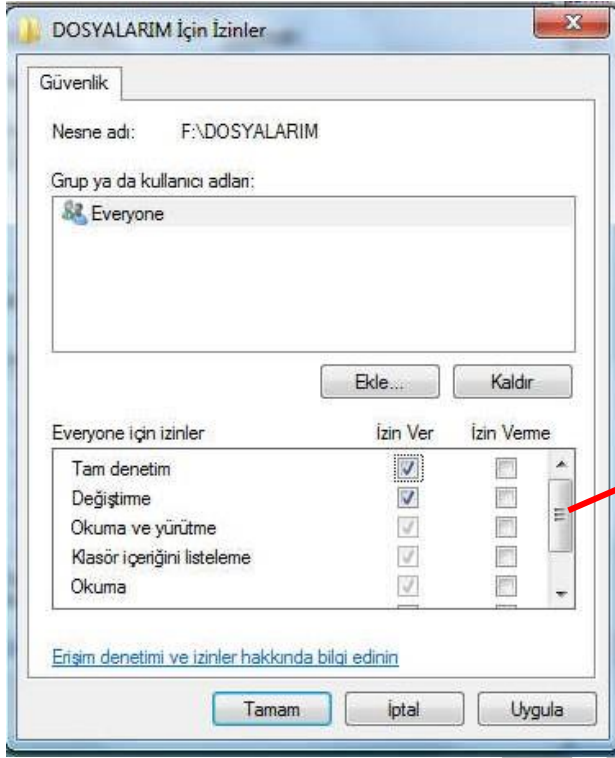 DOSYALARIM İçin İzinler
Güvenlik
Nesne adı: F:\DOSYALARIM
Grup ya da kullanıcı adları:
Everyone
Ekle...
Kaldır
Everyone için izinler İzin Ver İzin Verme
Tam denetim
Değiştirme
Okuma ve yürütme
Klasör içeriğini listeleme
Okuma
Erişim denetimi ve izinler hakkında bilgi edinin
Tamam
İptal
Uygula